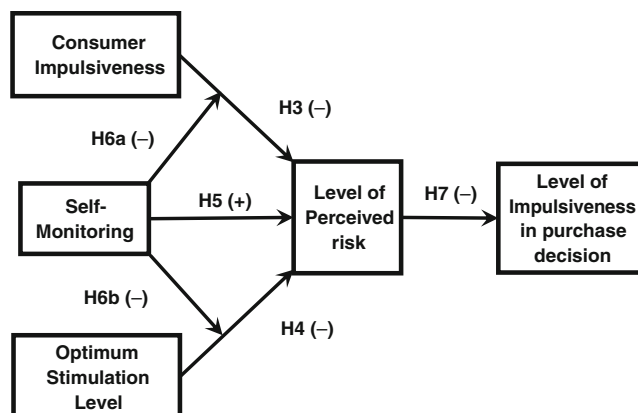 Consumer
Impulsiveness
H3 (–)
H6a (–)
Self-
Monitoring
H5 (+)
Level of
Perceived
risk
H7 (–)
Level of
Impulsiveness
in purchase
decision
H6b (–)
H4 (–)
Optimum
Stimulation
Level